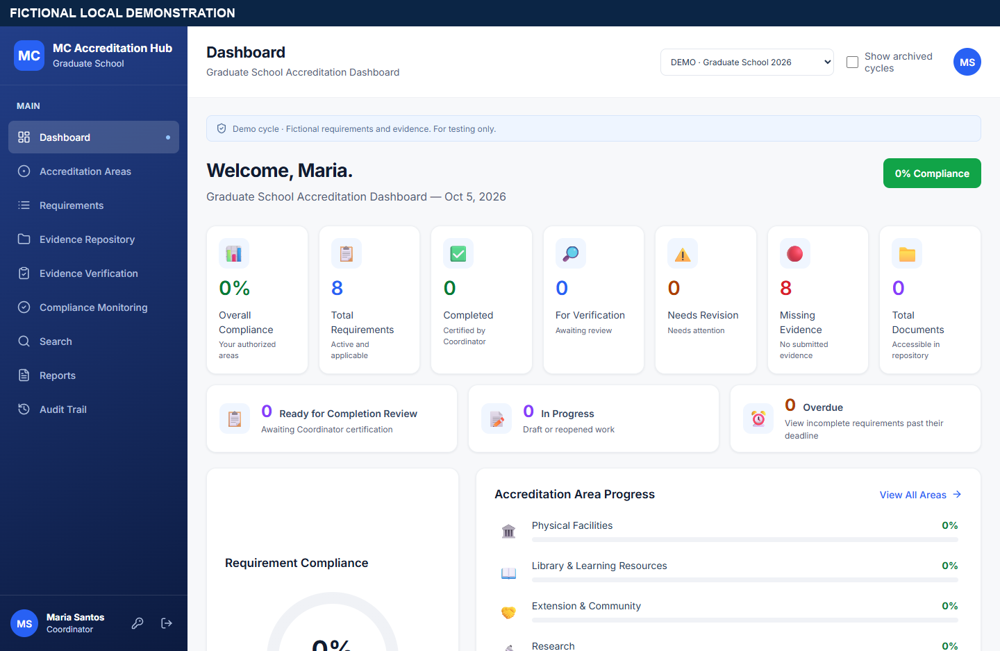 FICTIONAL LOCAL DEMONSTRATION
MC
MC Accreditation Hub
Graduate School
MAIN
Dashboard
Accreditation Areas
Requirements
Evidence Repository
Evidence Verification
Compliance Monitoring
Search
Reports
Audit Trail
MS
Maria Santos
Coordinator
Dashboard
Graduate School Accreditation Dashboard
DEMO · Graduate School 2026
Show archived
cycles
MS
Demo cycle · Fictional requirements and evidence. For testing only.
Welcome, Maria.
Graduate School Accreditation Dashboard — Oct 5, 2026
0% Compliance
0%
Overall
Compliance
Your authorized
areas
8
Total
Requirements
Active and
applicable
0
Completed
Certified by
Coordinator
0
For Verification
Awaiting review
0
Needs Revision
Needs attention
8
Missing
Evidence
No submitted
evidence
0
Total
Documents
Accessible in
repository
0 Ready for Completion Review
Awaiting Coordinator certification
0 In Progress
Draft or reopened work
0 Overdue
View incomplete requirements past their
deadline
Requirement Compliance
0%
Accreditation Area Progress
View All Areas
Physical Facilities
0%
Library & Learning Resources
0%
Extension & Community
0%
Research
0%